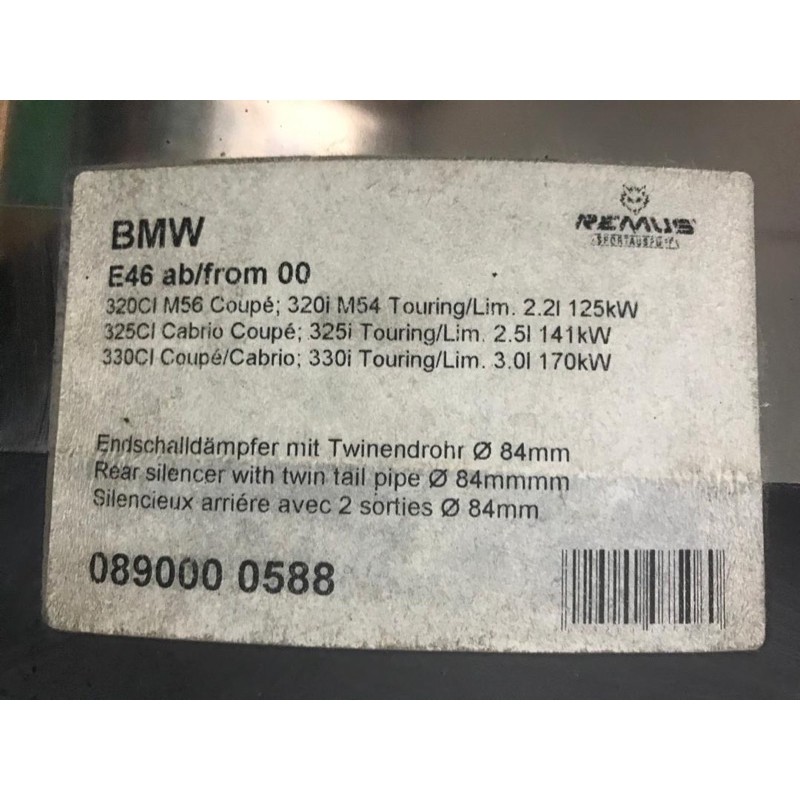 BMW
REMUS
SPORTAUSPUFF
E46 ab/from 00
320CI M56 Coupé; 320i M54 Touring/Lim. 2.2l 125kW
325CI Cabrio Coupé; 325i Touring/Lim. 2.5l 141kW
330CI Coupé/Cabrio; 330i Touring/Lim. 3.0l 170kW
Endschalldämpfer mit Twinendrohr Ø 84mm
Rear silencer with twin tail pipe Ø 84mmmm
Silencieux arriére avec 2 sorties Ø 84mm
089000 0588